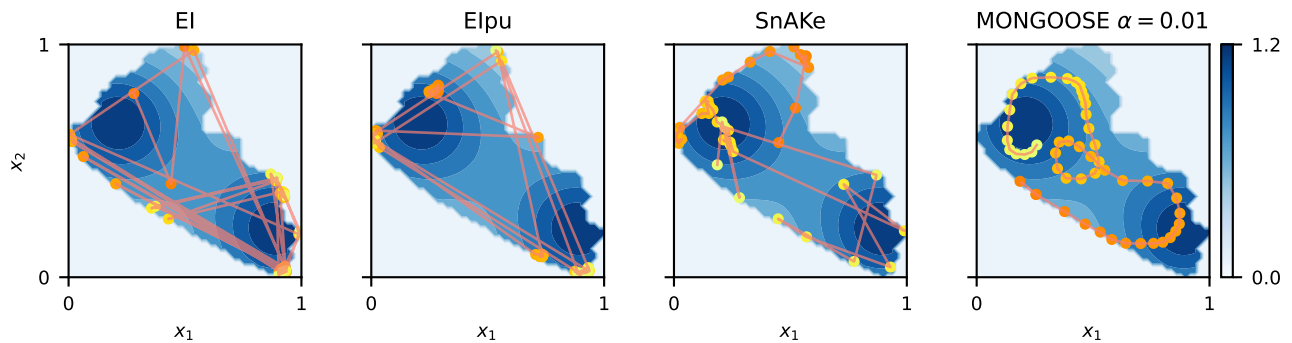 EI
EIpu
SnAKe
MONGOOSE α = 0.01
1
1.2
x₂
0
0.0
0 1
0 1
0 1
0 1
x₁
x₁
x₁
x₁